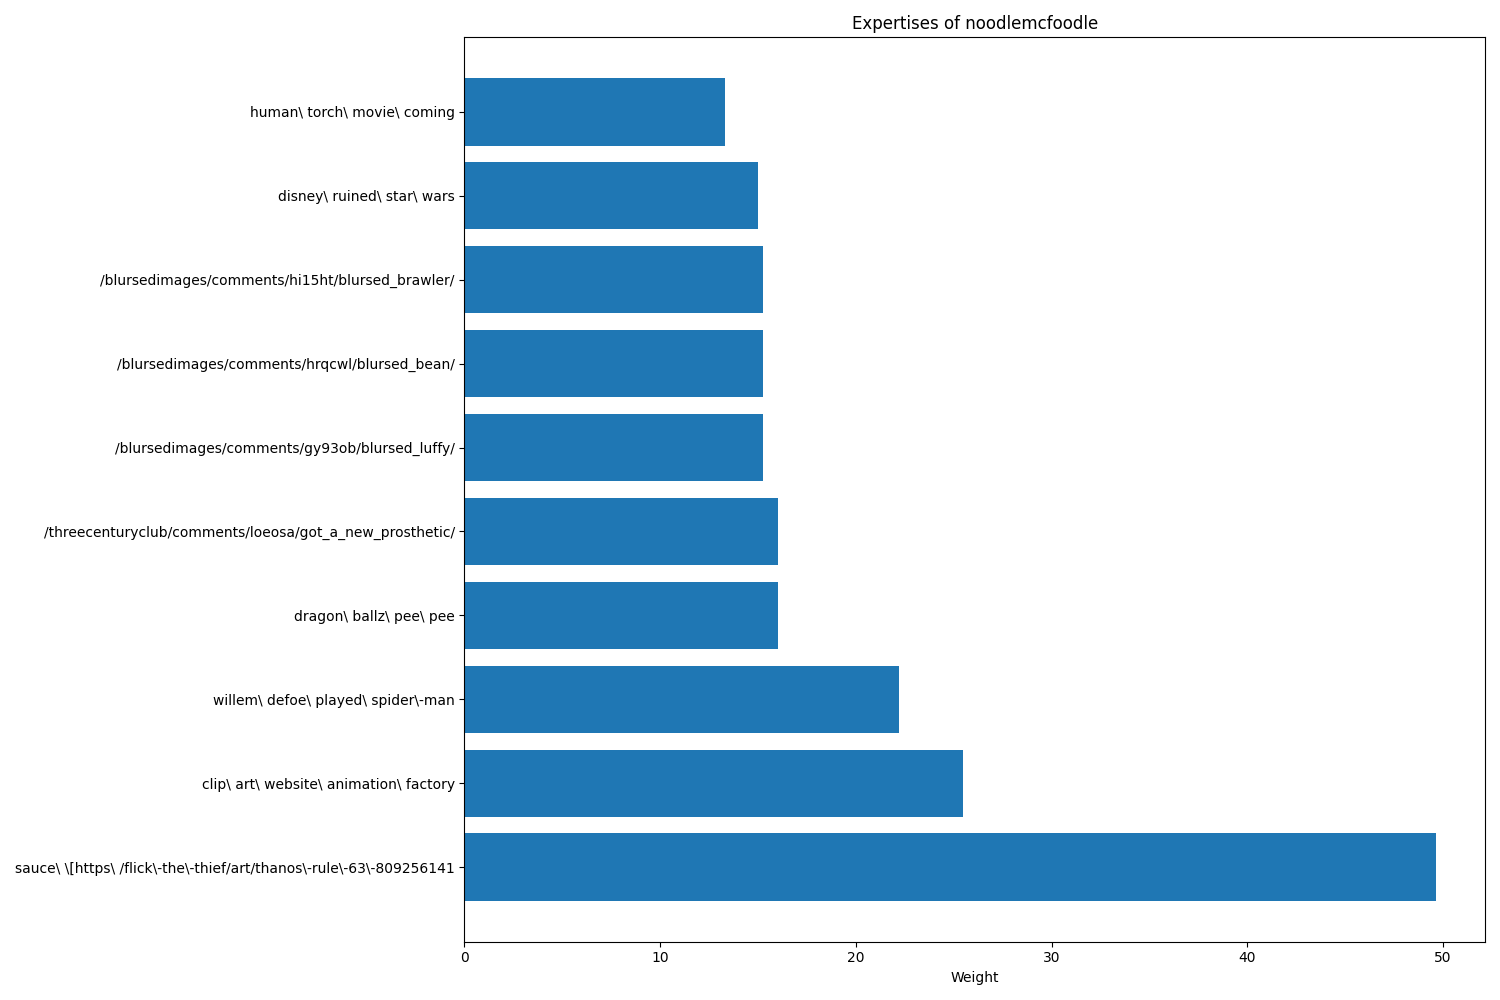 Expertises of noodlemcfoodle
human\ torch\ movie\ coming
disney\ ruined\ star\ wars
/blursedimages/comments/hi15ht/blursed_brawler/
/blursedimages/comments/hrqcwl/blursed_bean/
/blursedimages/comments/gy93ob/blursed_luffy/
/threecenturyclub/comments/loeosa/got_a_new_prosthetic/
dragon\ ballz\ pee\ pee
willem\ defoe\ played\ spider\-man
clip\ art\ website\ animation\ factory
sauce\ \[https\ /flick\-the\-thief/art/thanos\-rule\-63\-809256141
0 10 20 30 40 50
Weight